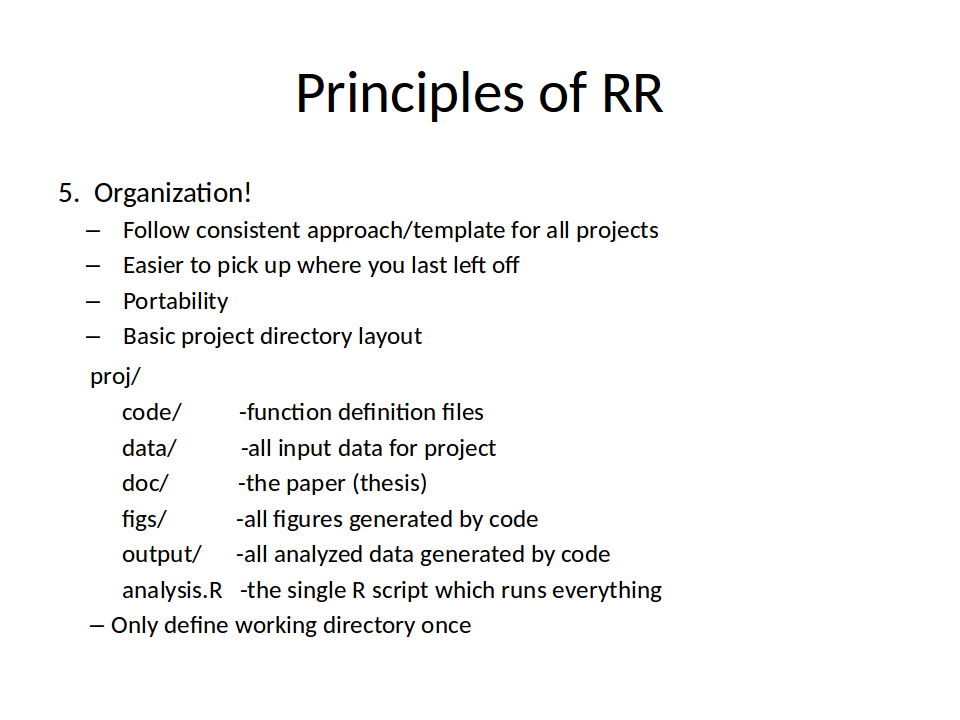 Principles of RR
5. Organization!
– Follow consistent approach/template for all projects
– Easier to pick up where you last left off
– Portability
– Basic project directory layout
proj/
code/ -function definition files
data/ -all input data for project
doc/ -the paper (thesis)
figs/ -all figures generated by code
output/ -all analyzed data generated by code
analysis.R -the single R script which runs everything
– Only define working directory once